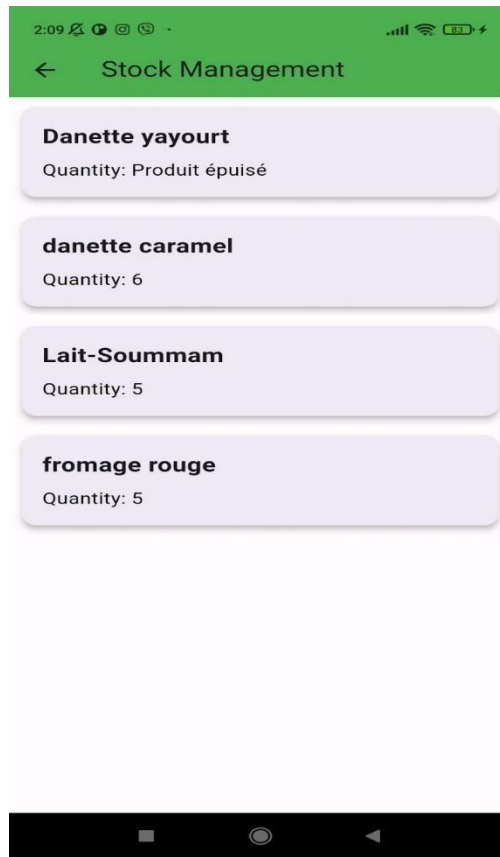 2:09
83
Stock Management
Danette yayourt
Quantity: Produit épuisé
danette caramel
Quantity: 6
Lait-Soummam
Quantity: 5
fromage rouge
Quantity: 5